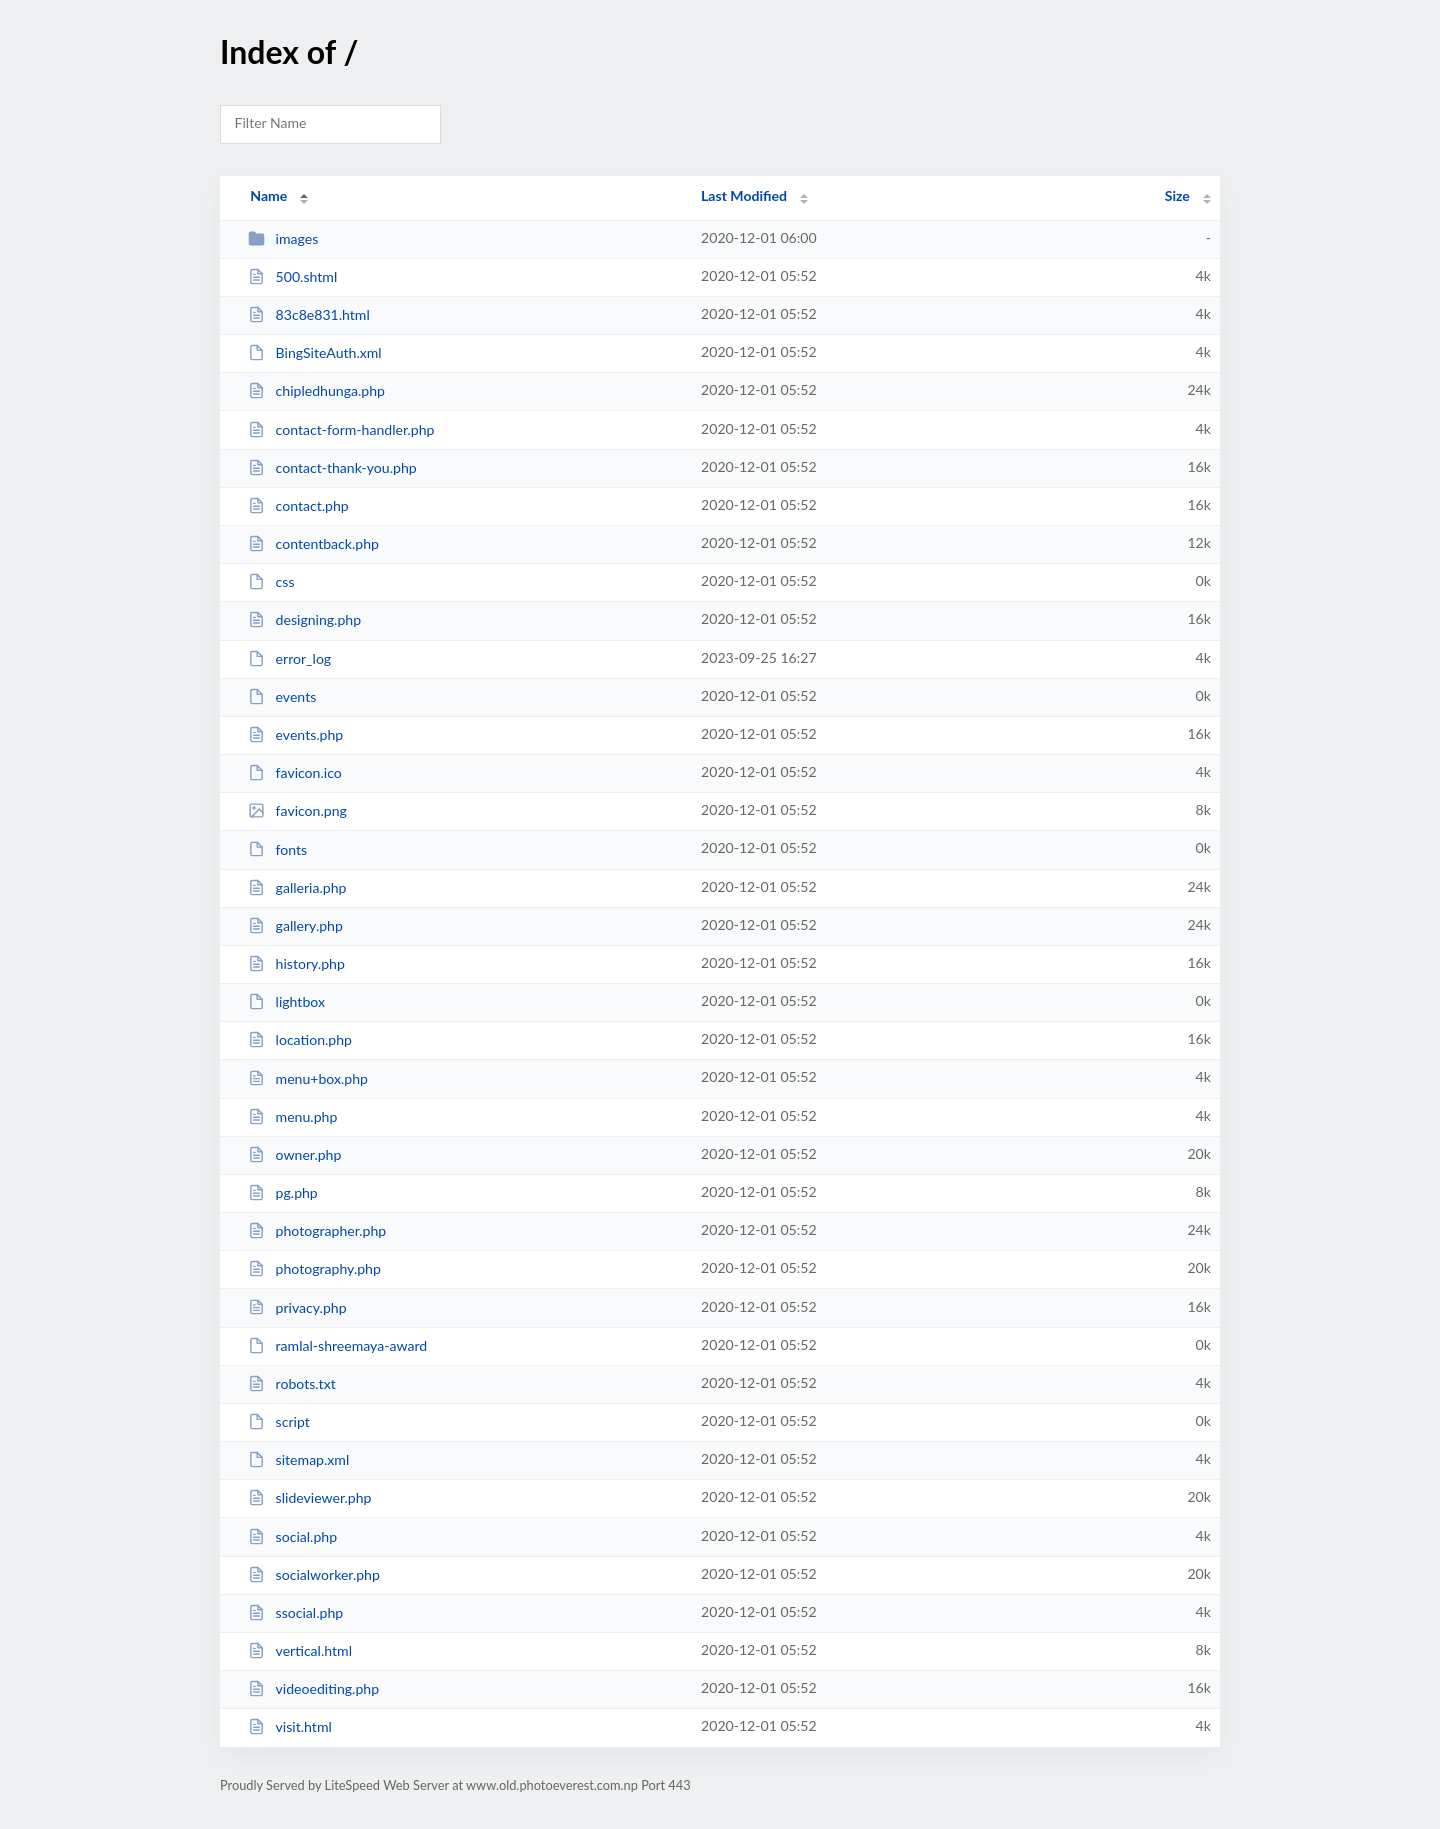 Index of /
Filter Name
Name Last Modified Size
images 2020-12-01 06:00 -
500.shtml 2020-12-01 05:52 4k
83c8e831.html 2020-12-01 05:52 4k
BingSiteAuth.xml 2020-12-01 05:52 4k
chipledhunga.php 2020-12-01 05:52 24k
contact-form-handler.php 2020-12-01 05:52 4k
contact-thank-you.php 2020-12-01 05:52 16k
contact.php 2020-12-01 05:52 16k
contentback.php 2020-12-01 05:52 12k
css 2020-12-01 05:52 0k
designing.php 2020-12-01 05:52 16k
error_log 2023-09-25 16:27 4k
events 2020-12-01 05:52 0k
events.php 2020-12-01 05:52 16k
favicon.ico 2020-12-01 05:52 4k
favicon.png 2020-12-01 05:52 8k
fonts 2020-12-01 05:52 0k
galleria.php 2020-12-01 05:52 24k
gallery.php 2020-12-01 05:52 24k
history.php 2020-12-01 05:52 16k
lightbox 2020-12-01 05:52 0k
location.php 2020-12-01 05:52 16k
menu+box.php 2020-12-01 05:52 4k
menu.php 2020-12-01 05:52 4k
owner.php 2020-12-01 05:52 20k
pg.php 2020-12-01 05:52 8k
photographer.php 2020-12-01 05:52 24k
photography.php 2020-12-01 05:52 20k
privacy.php 2020-12-01 05:52 16k
ramlal-shreemaya-award 2020-12-01 05:52 0k
robots.txt 2020-12-01 05:52 4k
script 2020-12-01 05:52 0k
sitemap.xml 2020-12-01 05:52 4k
slideviewer.php 2020-12-01 05:52 20k
social.php 2020-12-01 05:52 4k
socialworker.php 2020-12-01 05:52 20k
ssocial.php 2020-12-01 05:52 4k
vertical.html 2020-12-01 05:52 8k
videoediting.php 2020-12-01 05:52 16k
visit.html 2020-12-01 05:52 4k
Proudly Served by LiteSpeed Web Server at www.old.photoeverest.com.np Port 443